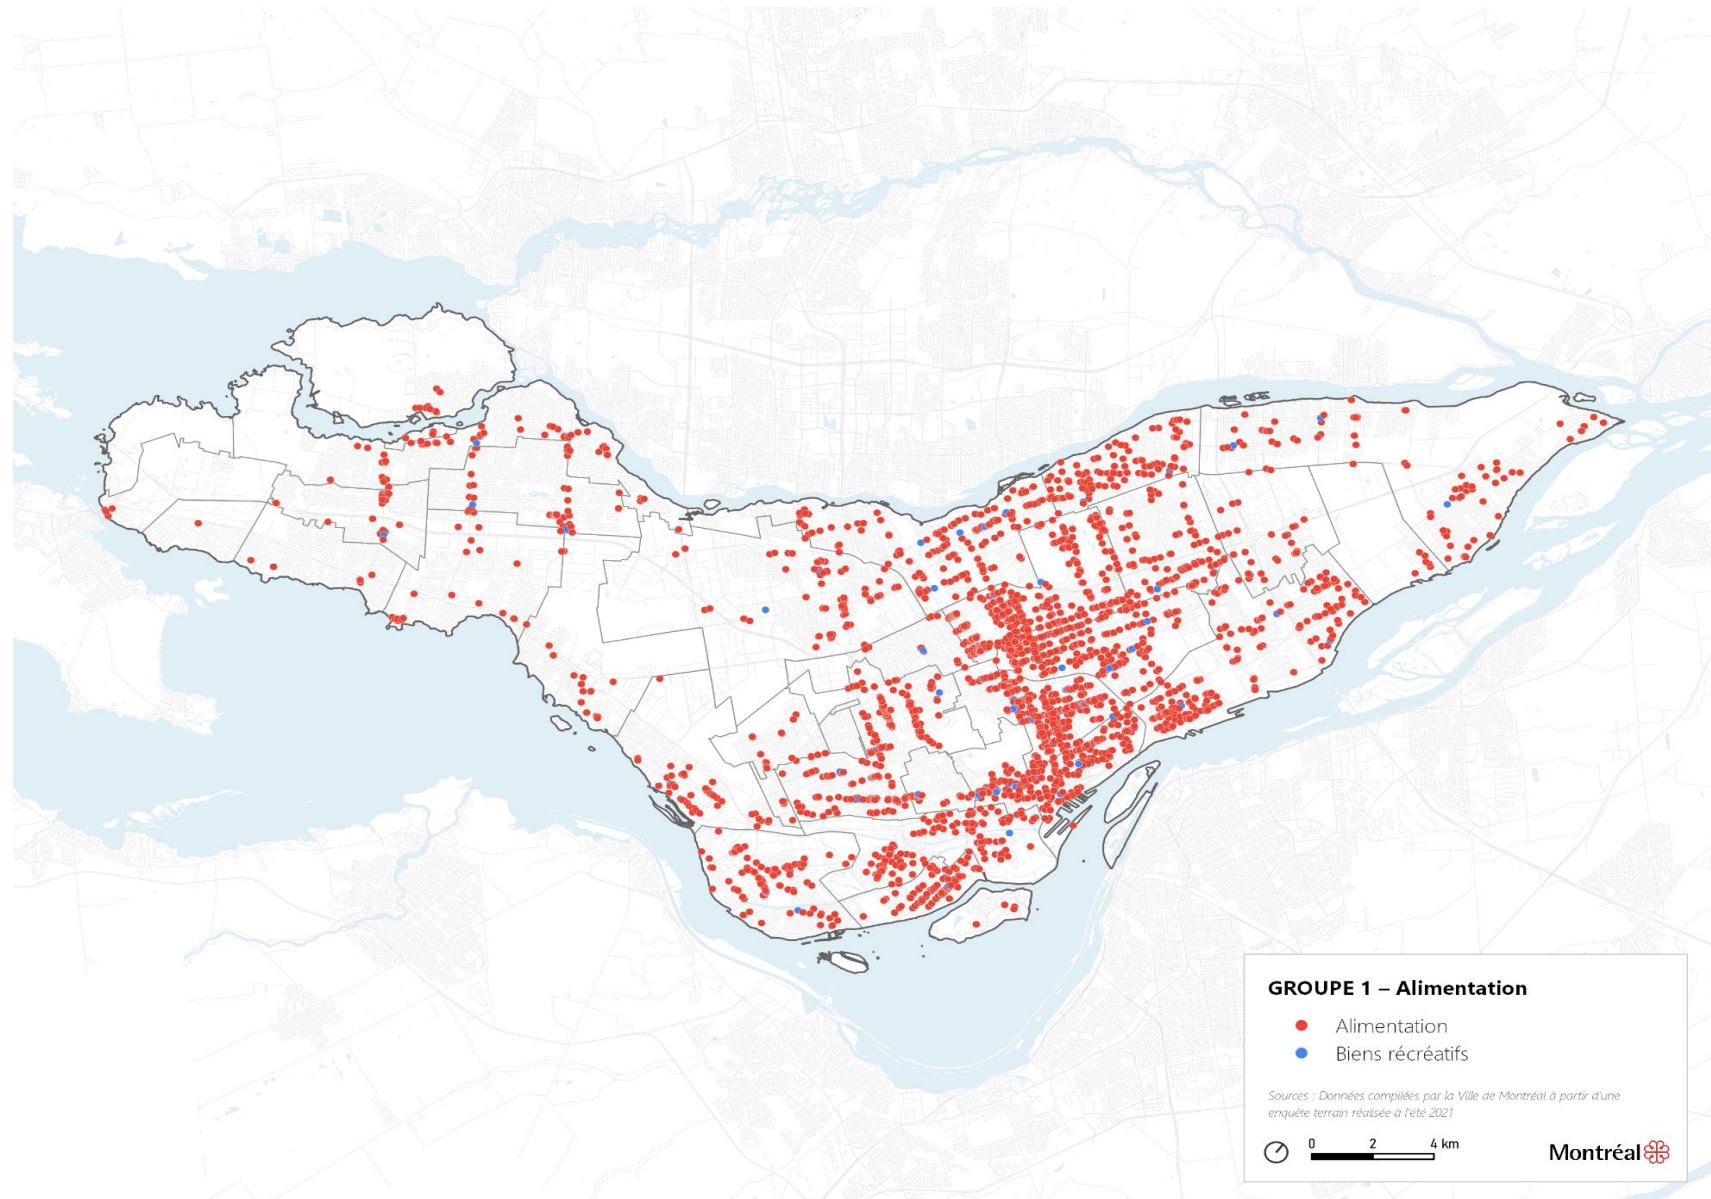 GROUPE 1 – Alimentation
Alimentation
Biens récréatifs
Sources : Données compilées par la Ville de Montréal à partir d'une
enquête terrain réalisée à l'été 2021
0 2 4 km
Montréal